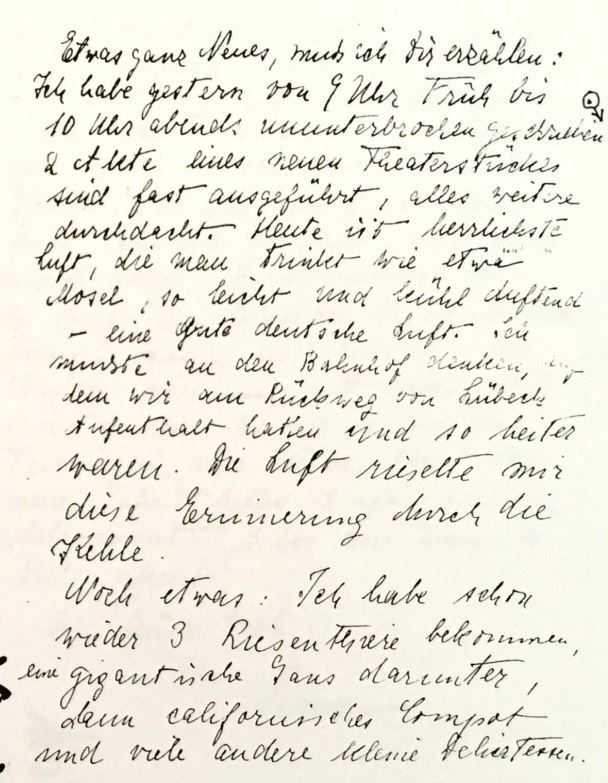 Etwas ganz Neues, muß ich Dir erzählen:
Ich habe gestern von 9 Uhr Früh bis
10 Uhr abends ununterbrochen geschrieben
2 Akte eines neuen Theaterstückes
sind fast ausgeführt, alles weitere
durchdacht. Heute ist herrlichste
Luft, die man trinkt wie etwa
Mosel, so leicht und kühl duftend
– eine gute deutsche Luft. Ich
mußte an den Bahnhof denken, auf
dem wir am Rückweg von Lübeck
Aufenthalt hatten und so heiter
waren. Die Luft rieselte mir
diese Erinnerung durch die
Kehle.
Noch etwas: Ich habe schon
wieder 3 Riesenthiere bekommen,
eine gigantische Gans darunter,
dann californisches Compot
und viele andere kleine Delicatessen.